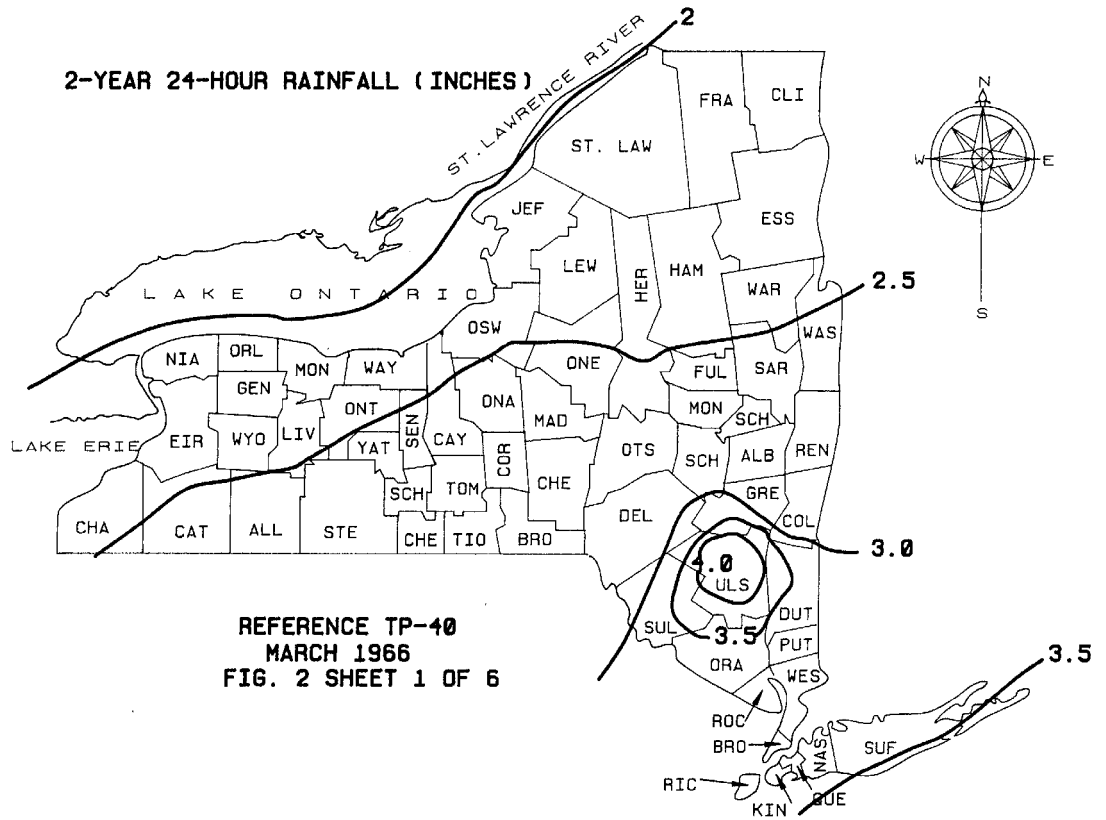 2-YEAR 24-HOUR RAINFALL (INCHES)
ST. LAWRENCE RIVER
2
N
W
E
S
FRA
CLI
ST. LAW
JEF
ESS
LEW
HER
HAM
LAKE ONTARIO
WAR
2.5
OSW
WAS
NIA
ORL
MON
WAY
ONE
FUL
SAR
GEN
ONT
ONA
MAD
MON
SCH
LAKE ERIE
EIR
WYO
LIV
YAT
SEN
CAY
COR
OTS
SCH
ALB
REN
CHE
SCH
TOM
GRE
COL
CHA
CAT
ALL
STE
CHE
TIO
BRO
DEL
3.0
4.0
ULS
DUT
SUL
3.5
PUT
ORA
WES
REFERENCE TP-40
MARCH 1966
FIG. 2 SHEET 1 OF 6
3.5
ROC
BRO
NAS
SUF
RIC
KIN
QUE